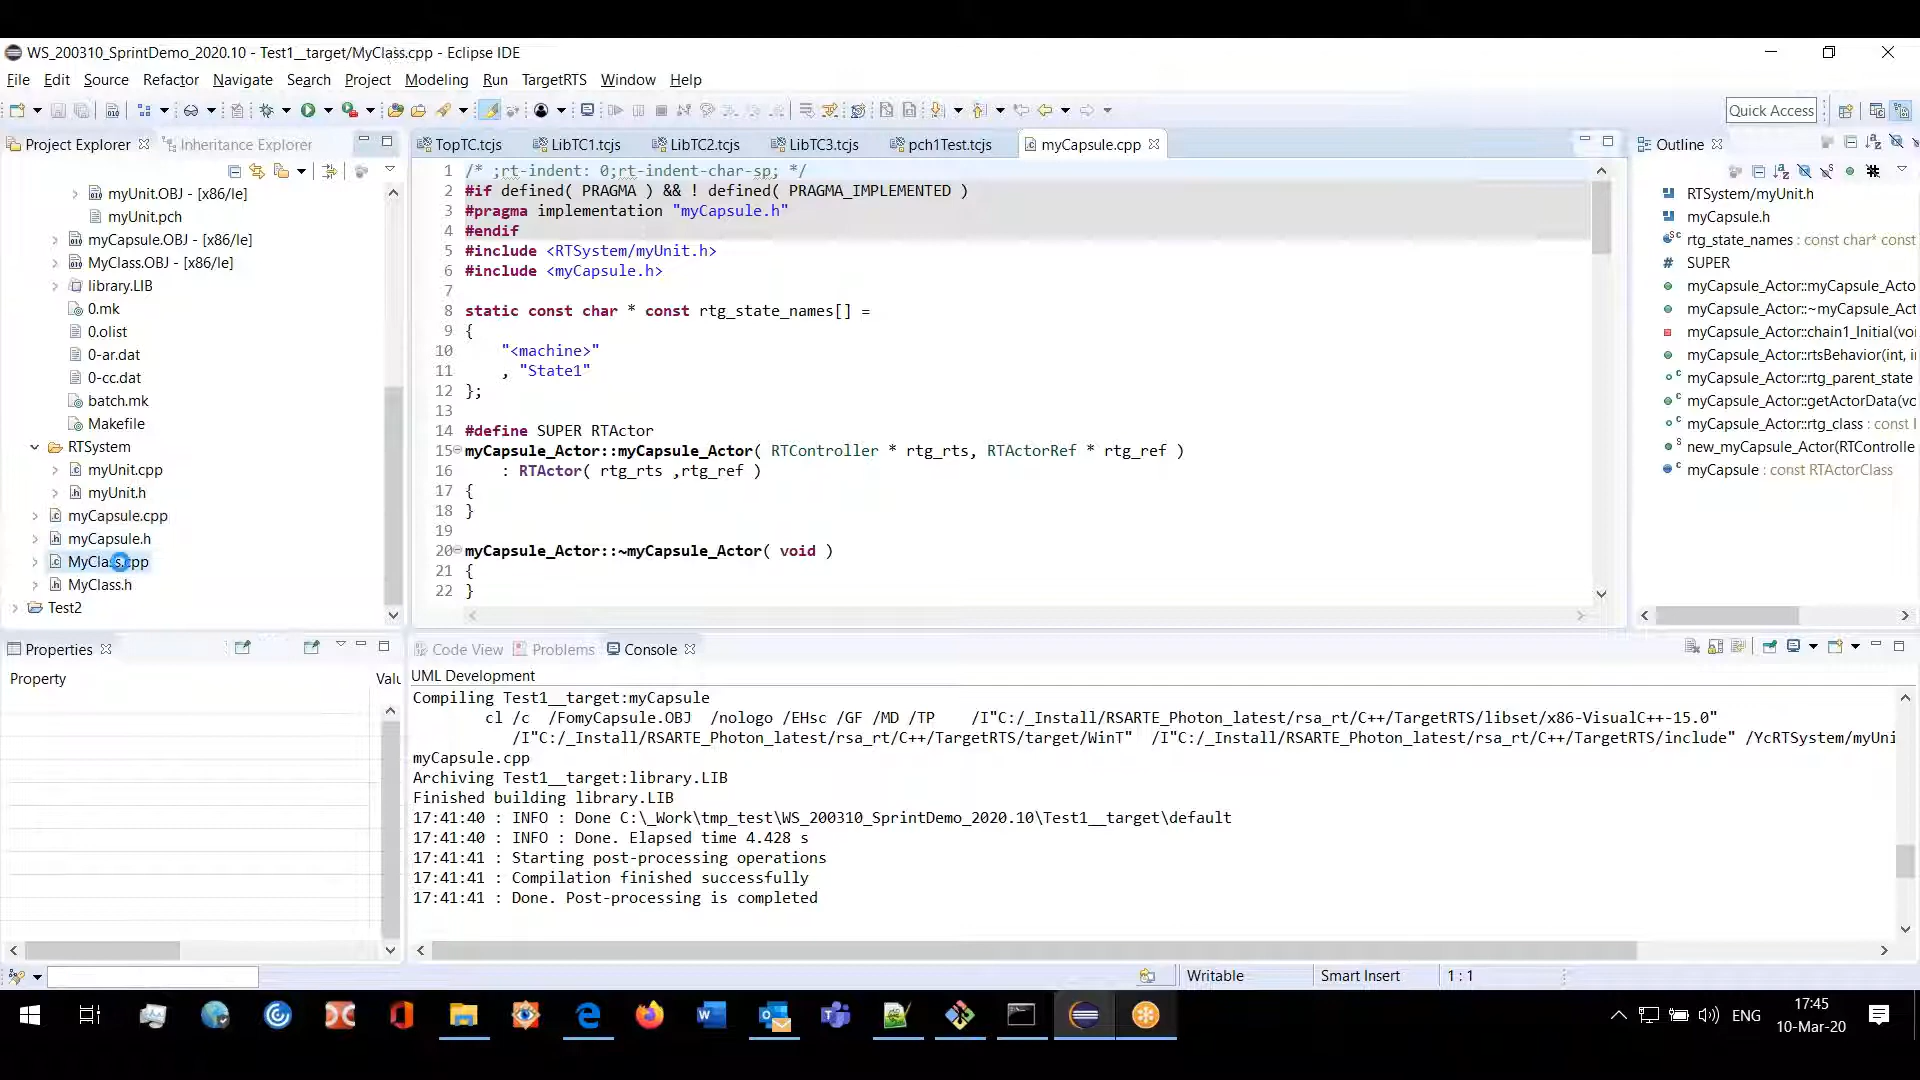 WS_200310_SprintDemo_2020.10 - Test1__target/MyClass.cpp - Eclipse IDE
File Edit Source Refactor Navigate Search Project Modeling Run TargetRTS Window Help
Quick Access
Project Explorer
Inheritance Explorer
myUnit.OBJ - [x86/le]
myUnit.pch
myCapsule.OBJ - [x86/le]
MyClass.OBJ - [x86/le]
library.LIB
0.mk
0.olist
0-ar.dat
0-cc.dat
batch.mk
Makefile
RTSystem
myUnit.cpp
myUnit.h
myCapsule.cpp
myCapsule.h
MyClass.cpp
MyClass.h
Test2
TopTC.tcjs LibTC1.tcjs LibTC2.tcjs LibTC3.tcjs pch1Test.tcjs myCapsule.cpp
1 /* ;rt-indent: 0;rt-indent-char-sp; */
2 #if defined( PRAGMA ) && ! defined( PRAGMA_IMPLEMENTED )
3 #pragma implementation "myCapsule.h"
4 #endif
5 #include <RTSystem/myUnit.h>
6 #include <myCapsule.h>
7
8 static const char * const rtg_state_names[] =
9 {
10 "<machine>"
11 , "State1"
12 };
13
14 #define SUPER RTActor
15 myCapsule_Actor::myCapsule_Actor( RTController * rtg_rts, RTActorRef * rtg_ref )
16 : RTActor( rtg_rts ,rtg_ref )
17 {
18 }
19
20 myCapsule_Actor::~myCapsule_Actor( void )
21 {
22 }
Outline
RTSystem/myUnit.h
myCapsule.h
rtg_state_names : const char* const
SUPER
myCapsule_Actor::myCapsule_Acto
myCapsule_Actor::~myCapsule_Act
myCapsule_Actor::chain1_Initial(voi
myCapsule_Actor::rtsBehavior(int, i
myCapsule_Actor::rtg_parent_state
myCapsule_Actor::getActorData(vc
myCapsule_Actor::rtg_class : const I
new_myCapsule_Actor(RTControlle
myCapsule : const RTActorClass
Properties
Property Valu
Code View Problems Console
UML Development
Compiling Test1__target:myCapsule
cl /c /FomyCapsule.OBJ /nologo /EHsc /GF /MD /TP /I"C:/_Install/RSARTE_Photon_latest/rsa_rt/C++/TargetRTS/libset/x86-VisualC++-15.0"
/I"C:/_Install/RSARTE_Photon_latest/rsa_rt/C++/TargetRTS/target/WinT" /I"C:/_Install/RSARTE_Photon_latest/rsa_rt/C++/TargetRTS/include" /YcRTSystem/myUni
myCapsule.cpp
Archiving Test1__target:library.LIB
Finished building library.LIB
17:41:40 : INFO : Done C:\_Work\tmp_test\WS_200310_SprintDemo_2020.10\Test1__target\default
17:41:40 : INFO : Done. Elapsed time 4.428 s
17:41:41 : Starting post-processing operations
17:41:41 : Compilation finished successfully
17:41:41 : Done. Post-processing is completed
Writable Smart Insert 1 : 1
ENG
17:45
10-Mar-20